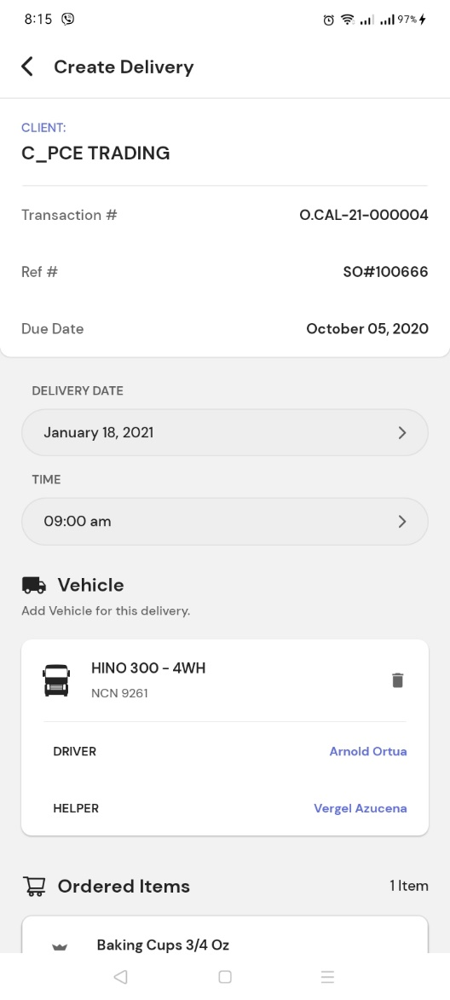 8:15 97%
Create Delivery
CLIENT:
C_PCE TRADING
Transaction # O.CAL-21-000004
Ref # SO#100666
Due Date October 05, 2020
DELIVERY DATE
January 18, 2021
TIME
09:00 am
Vehicle
Add Vehicle for this delivery.
HINO 300 - 4WH
NCN 9261
DRIVER Arnold Ortua
HELPER Vergel Azucena
Ordered Items 1 Item
Baking Cups 3/4 Oz